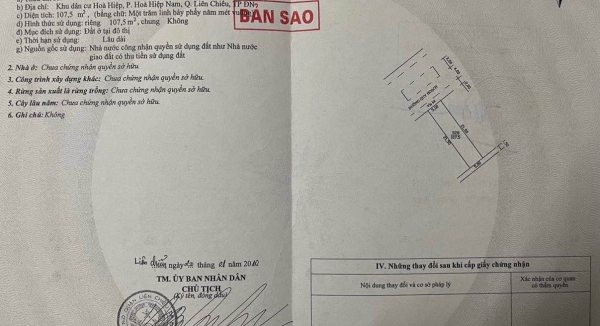 b) Địa chỉ: Khu dân cư Hoà Hiệp, P. Hoà Hiệp Nam, Q. Liên Chiểu, TP ĐN
c) Diện tích: 107,5 m², (bằng chữ: Một trăm linh bảy phẩy năm mét vuông)
d) Hình thức sử dụng: riêng 107,5 m², chung Không
đ) Mục đích sử dụng: Đất ở tại đô thị
e) Thời hạn sử dụng: Lâu dài
g) Nguồn gốc sử dụng: Nhà nước công nhận quyền sử dụng đất như Nhà nước
giao đất có thu tiền sử dụng đất
2. Nhà ở: Chưa chứng nhận quyền sở hữu.
3. Công trình xây dựng khác: Chưa chứng nhận quyền sở hữu.
4. Rừng sản xuất là rừng trồng: Chưa chứng nhận quyền sở hữu.
5. Cây lâu năm: Chưa chứng nhận quyền sở hữu.
6. Ghi chú: Không
BẢN SAO
Liên Chiểu, ngày tháng 01 năm
TM. ỦY BAN NHÂN DÂN
CHỦ TỊCH
(Ký tên, đóng dấu)
IV. Những thay đổi sau khi cấp giấy chứng nhận
Nội dung thay đổi và cơ sở pháp lý
Xác nhận của cơ quan
có thẩm quyền